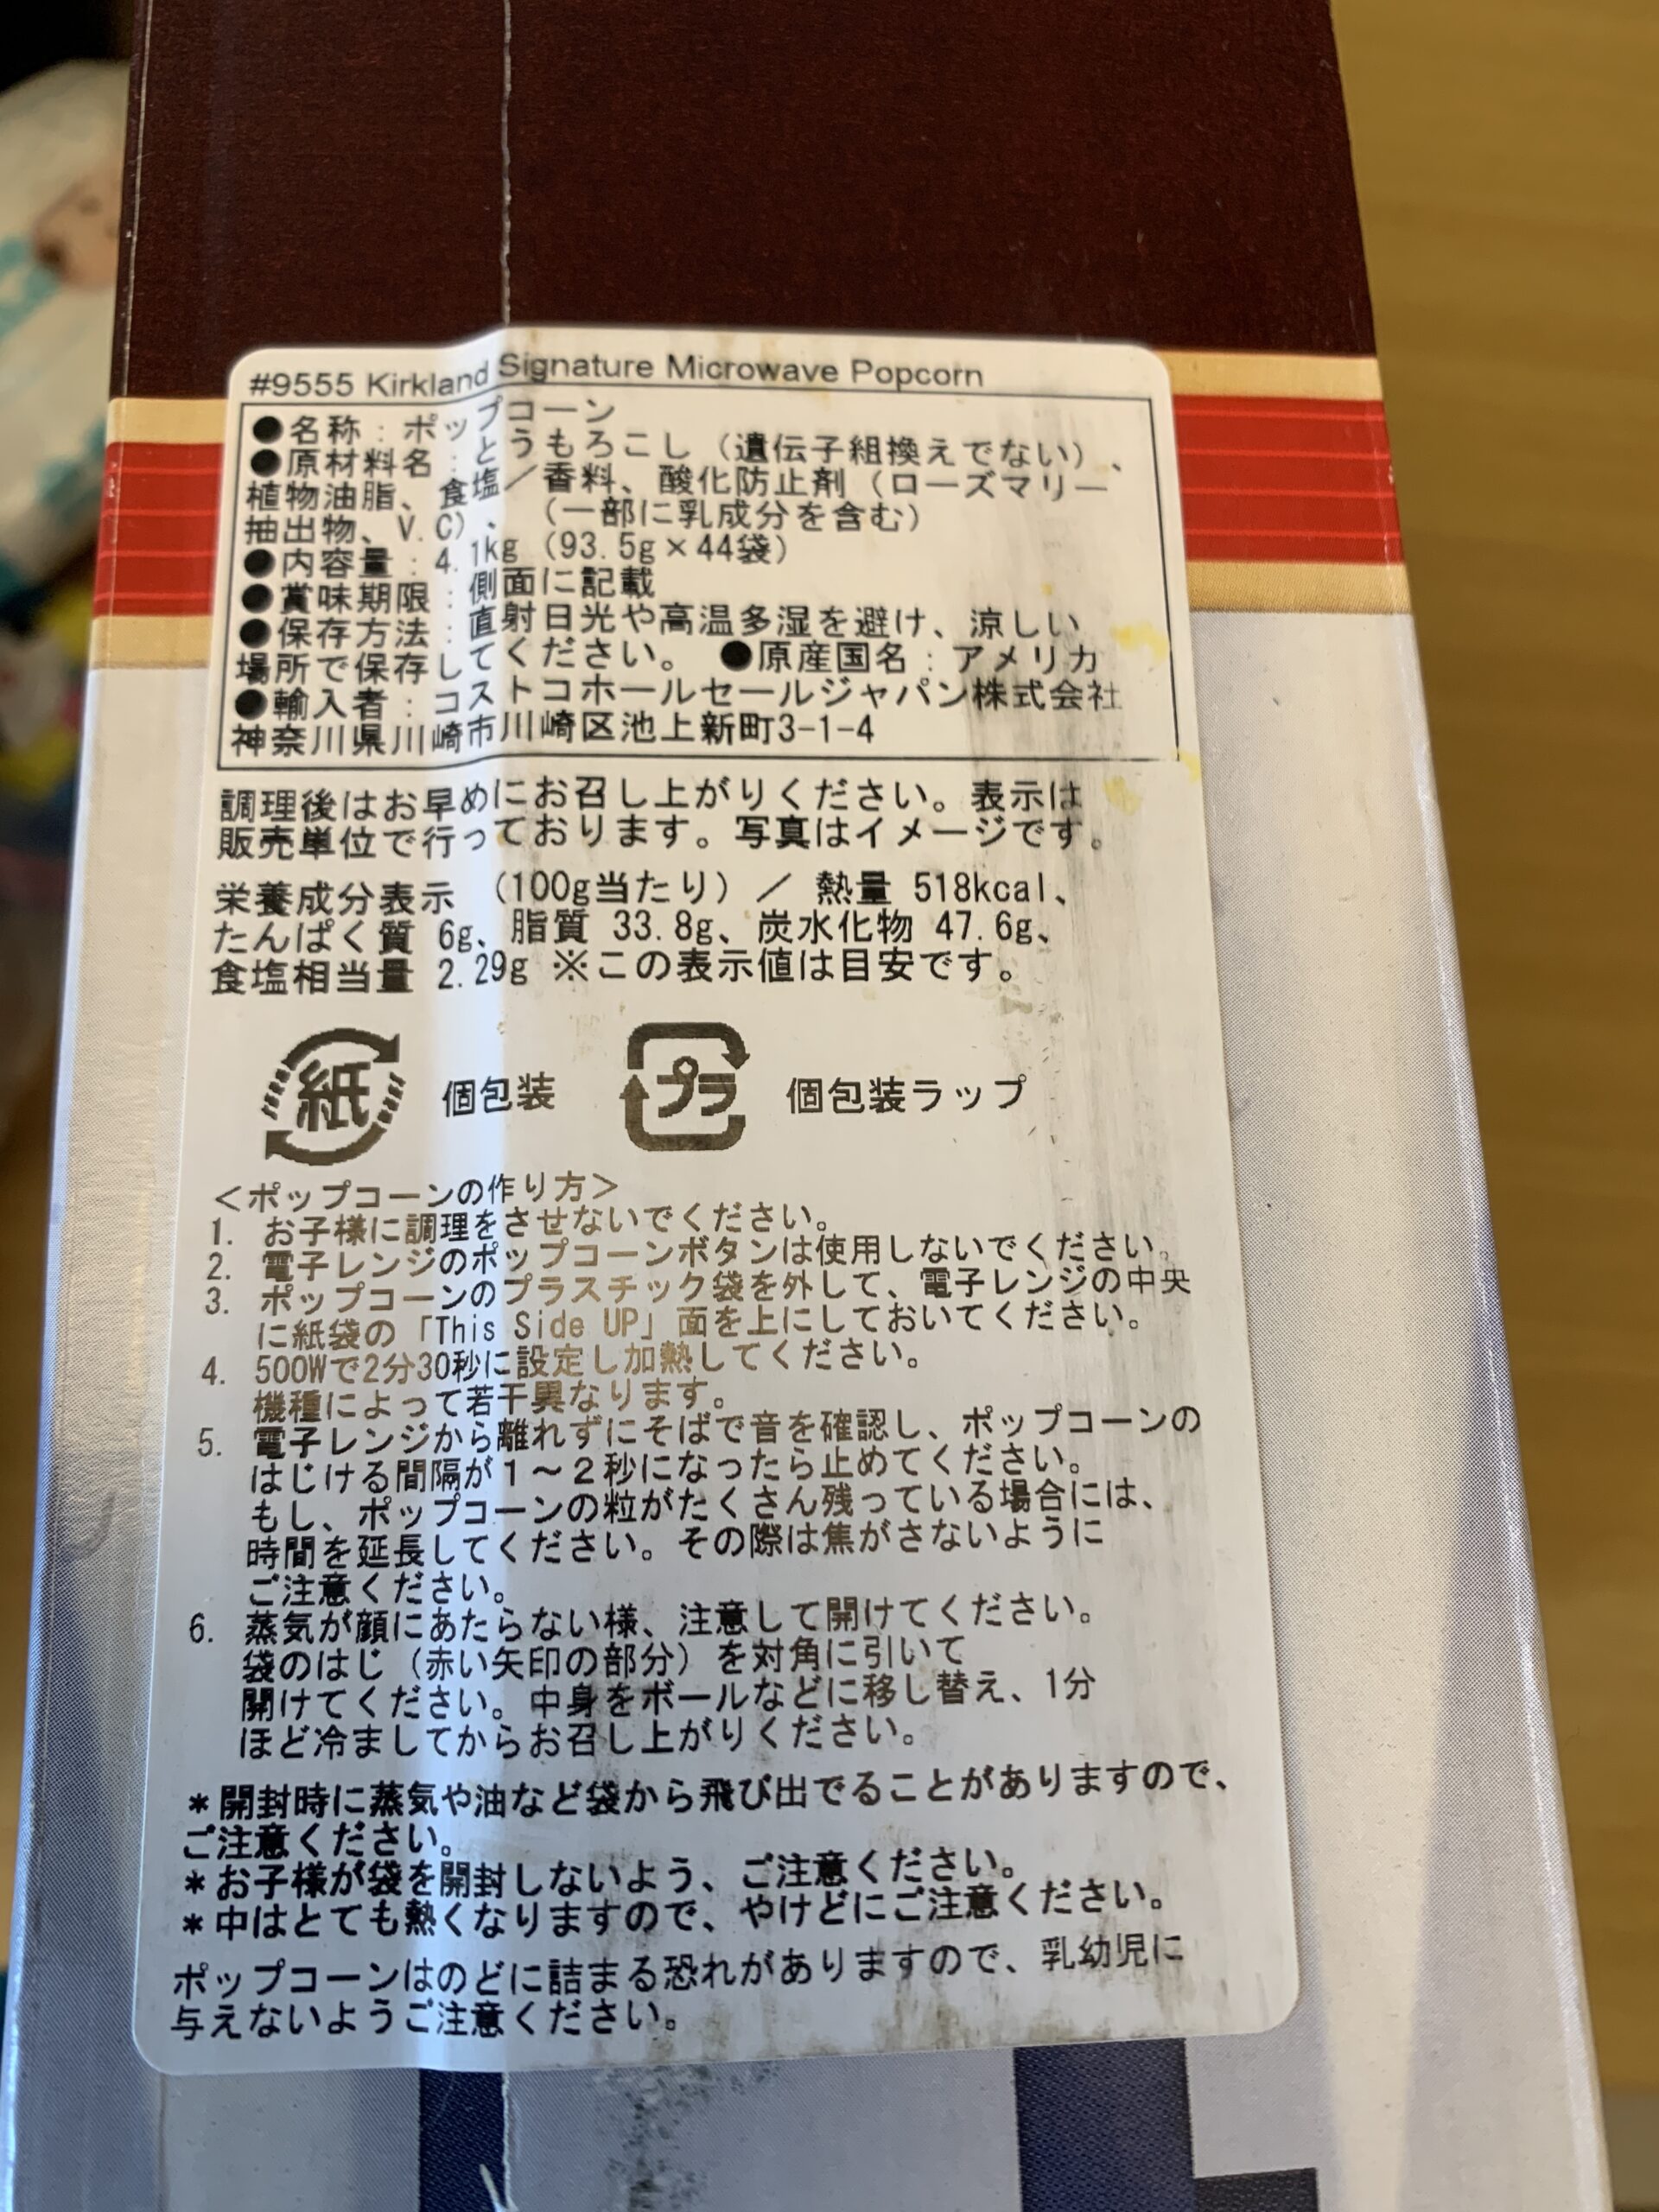 #9555 Kirkland Signature Microwave Popcorn
●名称：ポップコーン
●原材料名：とうもろこし（遺伝子組換えでない）、
植物油脂、食塩／香料、酸化防止剤（ローズマリー
抽出物、V.C）、（一部に乳成分を含む）
●内容量：4.1kg（93.5g×44袋）
●賞味期限：側面に記載
●保存方法：直射日光や高温多湿を避け、涼しい
場所で保存してください。 ●原産国名：アメリカ
●輸入者：コストコホールセールジャパン株式会社
神奈川県川崎市川崎区池上新町3-1-4
調理後はお早めにお召し上がりください。表示は
販売単位で行っております。写真はイメージです。
栄養成分表示 （100g当たり）／ 熱量 518kcal、
たんぱく質 6g、脂質 33.8g、炭水化物 47.6g、
食塩相当量 2.29g ※この表示値は目安です。
紙 個包装 プラ 個包装ラップ
＜ポップコーンの作り方＞
1. お子様に調理をさせないでください。
2. 電子レンジのポップコーンボタンは使用しないでください。
3. ポップコーンのプラスチック袋を外して、電子レンジの中央
に紙袋の「This Side UP」面を上にしておいてください。
4. 500Wで2分30秒に設定し加熱してください。
機種によって若干異なります。
5. 電子レンジから離れずにそばで音を確認し、ポップコーンの
はじける間隔が１～２秒になったら止めてください。
もし、ポップコーンの粒がたくさん残っている場合には、
時間を延長してください。その際は焦がさないように
ご注意ください。
6. 蒸気が顔にあたらない様、注意して開けてください。
袋のはじ（赤い矢印の部分）を対角に引いて
開けてください。中身をボールなどに移し替え、1分
ほど冷ましてからお召し上がりください。
＊開封時に蒸気や油など袋から飛び出でることがありますので、
ご注意ください。
＊お子様が袋を開封しないよう、ご注意ください。
＊中はとても熱くなりますので、やけどにご注意ください。
ポップコーンはのどに詰まる恐れがありますので、乳幼児に
与えないようご注意ください。